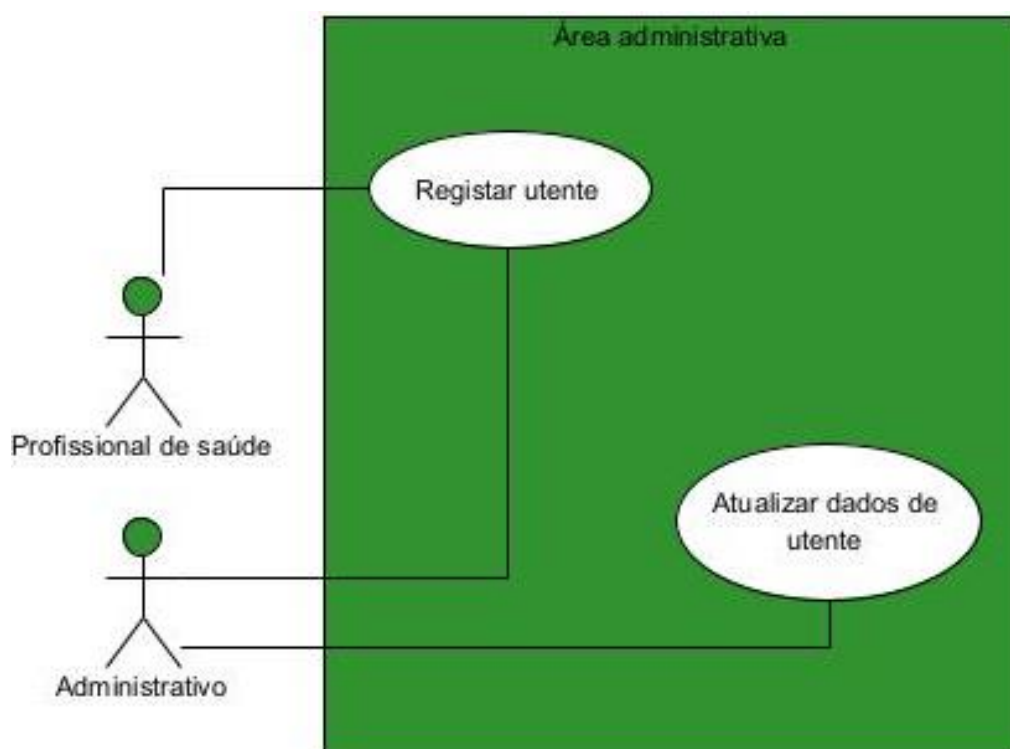 Área administrativa
Registar utente
Profissional de saúde
Atualizar dados de
utente
Administrativo